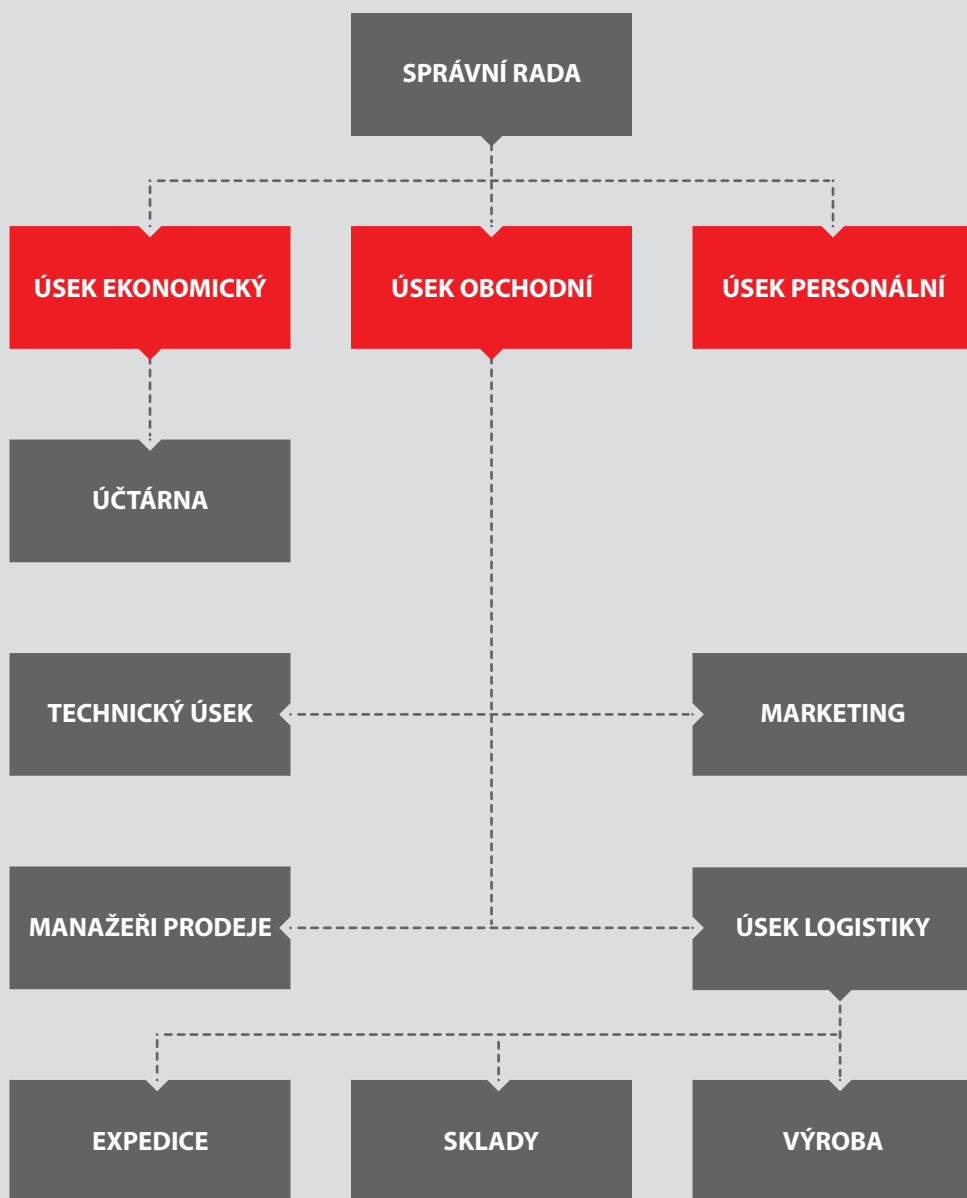 SPRÁVNÍ RADA
ÚSEK EKONOMICKÝ
ÚSEK OBCHODNÍ
ÚSEK PERSONÁLNÍ
ÚČTÁRNA
TECHNICKÝ ÚSEK
MARKETING
MANAŽEŘI PRODEJE
ÚSEK LOGISTIKY
EXPEDICE
SKLADY
VÝROBA